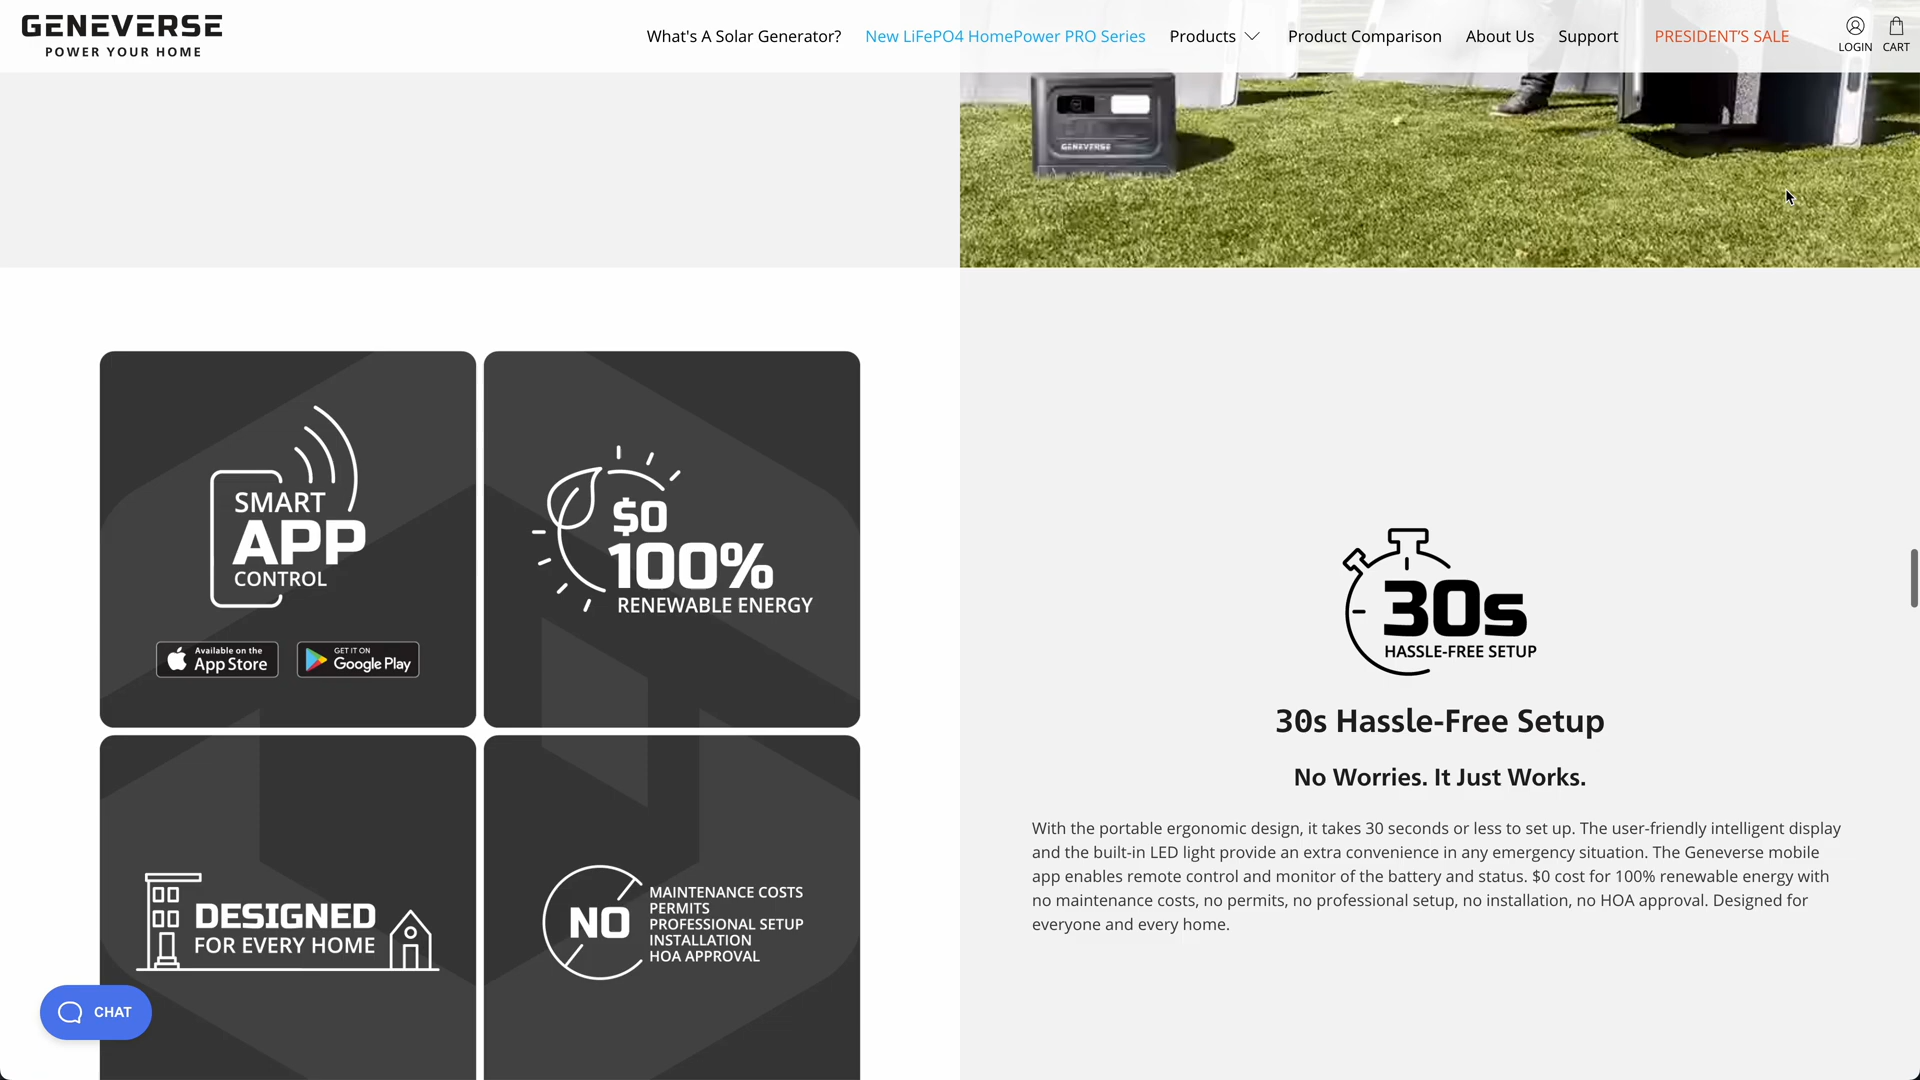 GENEVERSE
POWER YOUR HOME
What's A Solar Generator?
New LiFePO4 HomePower PRO Series
Products
Product Comparison
About Us
Support
PRESIDENT'S SALE
LOGIN
CART
GENEVERSE
SMART
APP
CONTROL
Available on the
App Store
GET IT ON
Google Play
$0
100%
RENEWABLE ENERGY
DESIGNED
FOR EVERY HOME
NO
MAINTENANCE COSTS
PERMITS
PROFESSIONAL SETUP
INSTALLATION
HOA APPROVAL
30s
HASSLE-FREE SETUP
30s Hassle-Free Setup
No Worries. It Just Works.
With the portable ergonomic design, it takes 30 seconds or less to set up. The user-friendly intelligent display
and the built-in LED light provide an extra convenience in any emergency situation. The Geneverse mobile
app enables remote control and monitor of the battery and status. $0 cost for 100% renewable energy with
no maintenance costs, no permits, no professional setup, no installation, no HOA approval. Designed for
everyone and every home.
CHAT